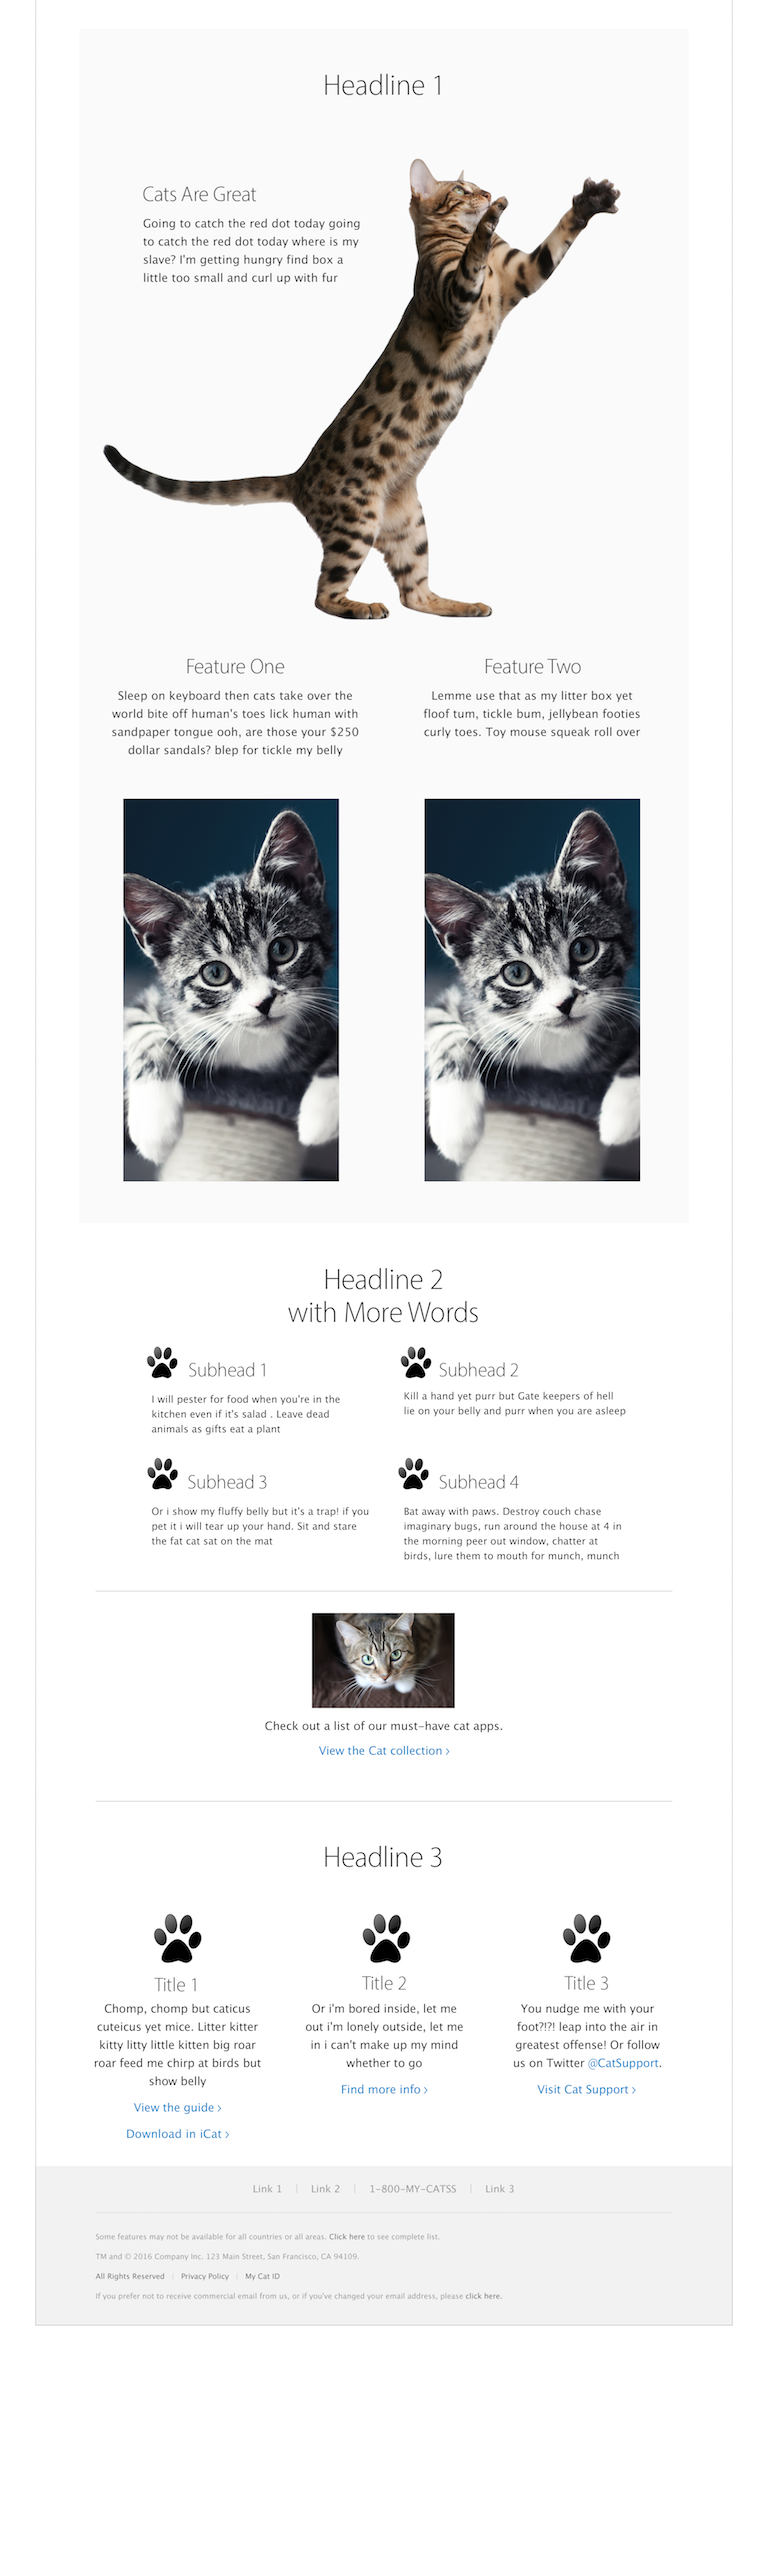 Headline 1
Cats Are Great
Going to catch the red dot today going
to catch the red dot today where is my
slave? I'm getting hungry find box a
little too small and curl up with fur
Feature One
Sleep on keyboard then cats take over the
world bite off human's toes lick human with
sandpaper tongue ooh, are those your $250
dollar sandals? blep for tickle my belly
Feature Two
Lemme use that as my litter box yet
floof tum, tickle bum, jellybean footies
curly toes. Toy mouse squeak roll over
Headline 2
with More Words
Subhead 1
I will pester for food when you're in the
kitchen even if it's salad . Leave dead
animals as gifts eat a plant
Subhead 2
Kill a hand yet purr but Gate keepers of hell
lie on your belly and purr when you are asleep
Subhead 3
Or i show my fluffy belly but it's a trap! if you
pet it i will tear up your hand. Sit and stare
the fat cat sat on the mat
Subhead 4
Bat away with paws. Destroy couch chase
imaginary bugs, run around the house at 4 in
the morning peer out window, chatter at
birds, lure them to mouth for munch, munch
Check out a list of our must-have cat apps.
View the Cat collection ›
Headline 3
Title 1
Chomp, chomp but caticus
cuteicus yet mice. Litter kitter
kitty litty little kitten big roar
roar feed me chirp at birds but
show belly
View the guide ›
Download in iCat ›
Title 2
Or i'm bored inside, let me
out i'm lonely outside, let me
in i can't make up my mind
whether to go
Find more info ›
Title 3
You nudge me with your
foot?!?! leap into the air in
greatest offense! Or follow
us on Twitter @CatSupport.
Visit Cat Support ›
Link 1 | Link 2 | 1-800-MY-CATSS | Link 3
Some features may not be available for all countries or all areas. Click here to see complete list.
TM and © 2016 Company Inc. 123 Main Street, San Francisco, CA 94109.
All Rights Reserved | Privacy Policy | My Cat ID
If you prefer not to receive commercial email from us, or if you've changed your email address, please click here.